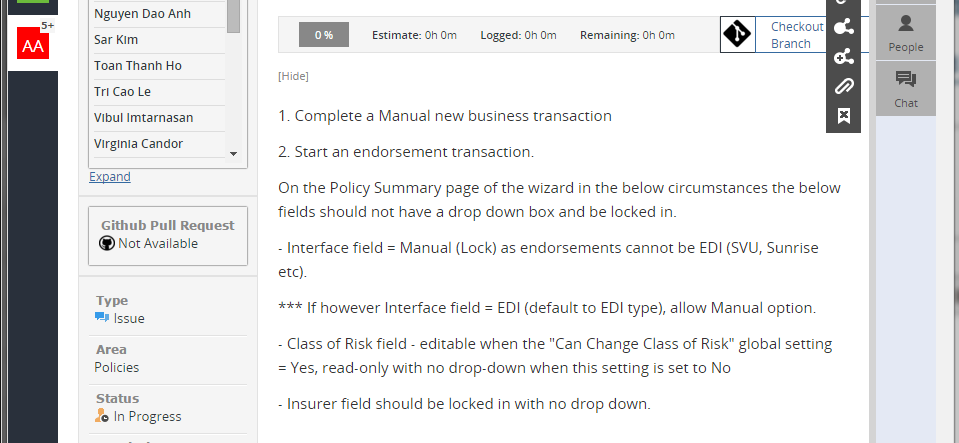 5+
AA
Nguyen Dao Anh
Sar Kim
Toan Thanh Ho
Tri Cao Le
Vibul Imtarnasan
Virginia Candor
Expand
Github Pull Request
Not Available
Type
Issue
Area
Policies
Status
In Progress
0 %
Estimate: 0h 0m
Logged: 0h 0m
Remaining: 0h 0m
Checkout
Branch
[Hide]
1. Complete a Manual new business transaction
2. Start an endorsement transaction.
On the Policy Summary page of the wizard in the below circumstances the below
fields should not have a drop down box and be locked in.
- Interface field = Manual (Lock) as endorsements cannot be EDI (SVU, Sunrise
etc).
*** If however Interface field = EDI (default to EDI type), allow Manual option.
- Class of Risk field - editable when the "Can Change Class of Risk" global setting
= Yes, read-only with no drop-down when this setting is set to No
- Insurer field should be locked in with no drop down.
People
Chat